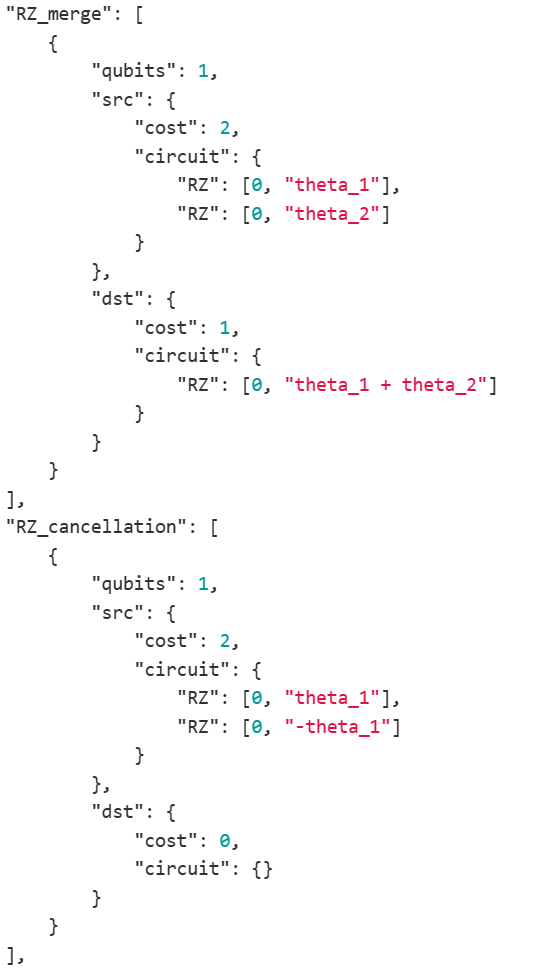 "RZ_merge": [
    {
        "qubits": 1,
        "src": {
            "cost": 2,
            "circuit": {
                "RZ": [0, "theta_1"],
                "RZ": [0, "theta_2"]
            }
        },
        "dst": {
            "cost": 1,
            "circuit": {
                "RZ": [0, "theta_1 + theta_2"]
            }
        }
    }
],
"RZ_cancellation": [
    {
        "qubits": 1,
        "src": {
            "cost": 2,
            "circuit": {
                "RZ": [0, "theta_1"],
                "RZ": [0, "-theta_1"]
            }
        },
        "dst": {
            "cost": 0,
            "circuit": {}
        }
    }
],